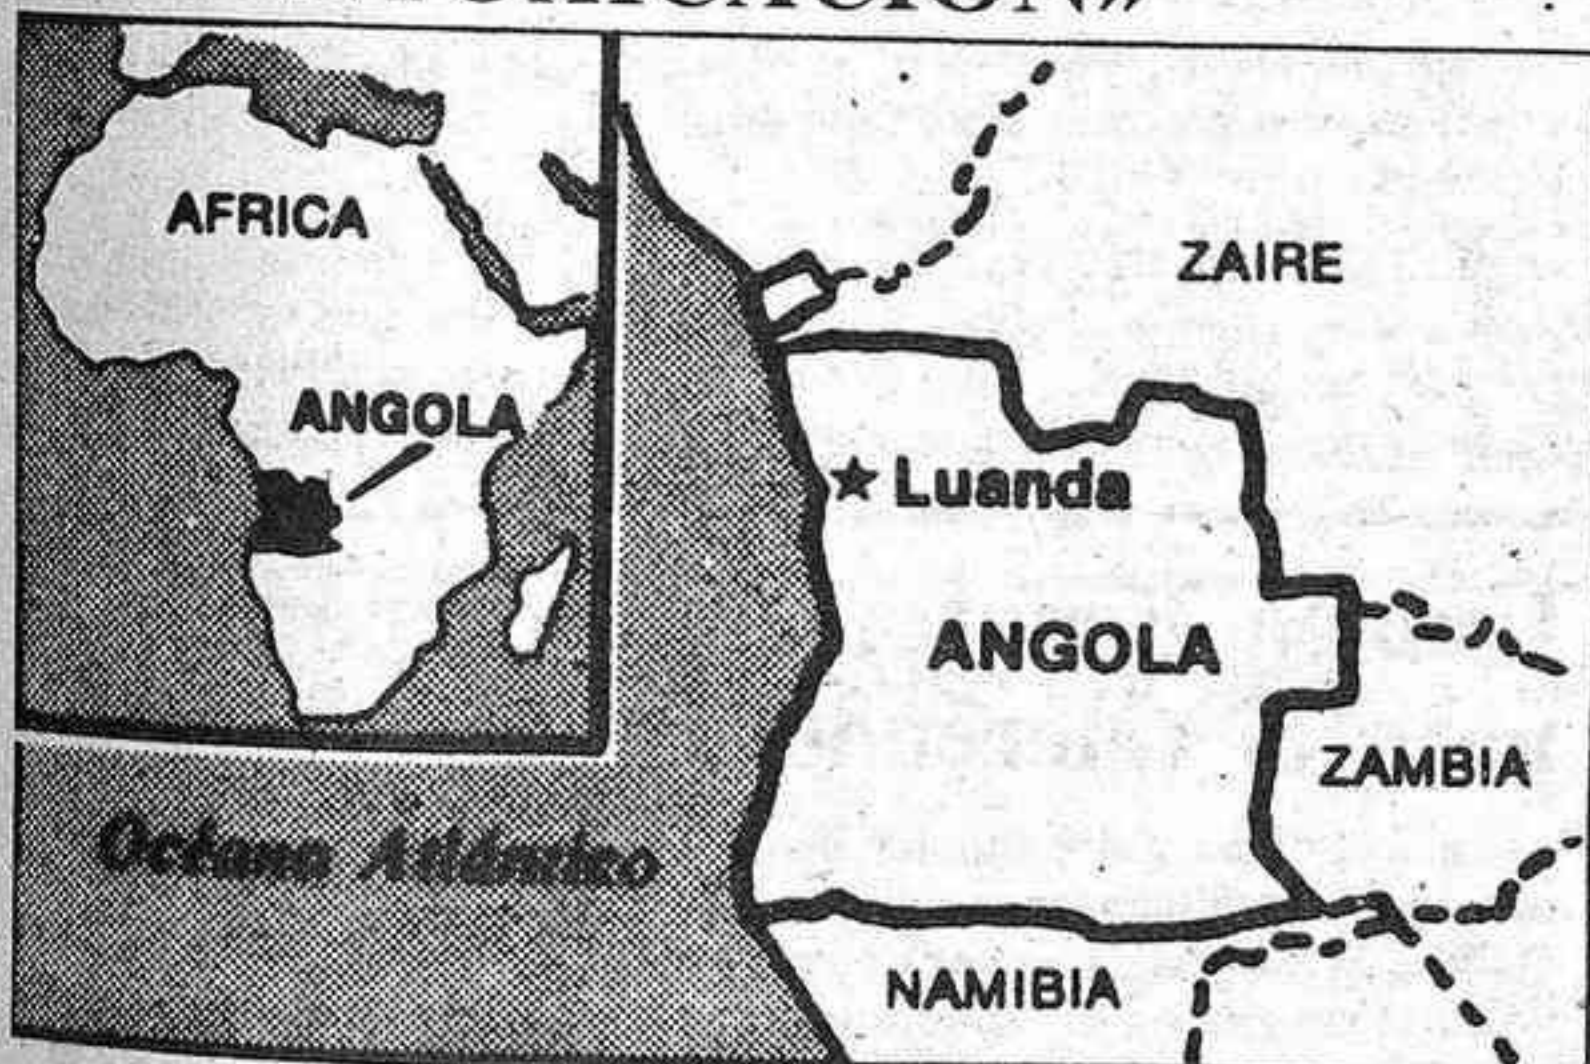 AFRICA
ANGOLA
Océano Atlántico
ZAIRE
★ Luanda
ANGOLA
ZAMBIA
NAMIBIA